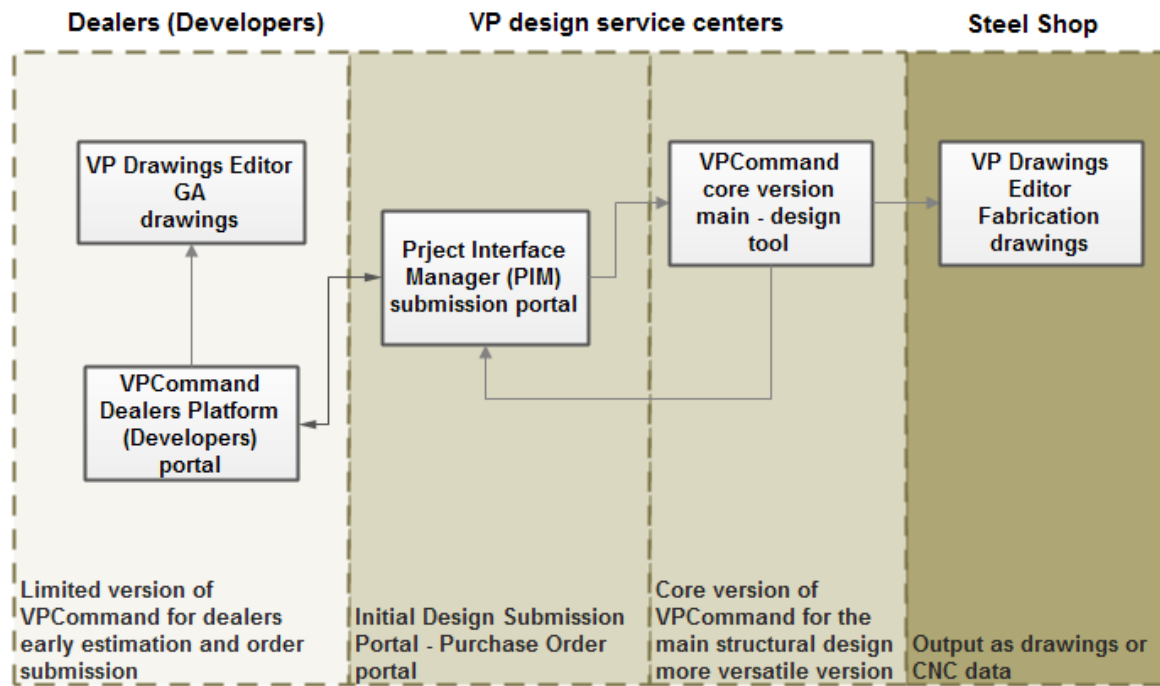 Dealers (Developers)
VP design service centers
Steel Shop
VP Drawings Editor
GA
drawings
VPCommand
Dealers Platform
(Developers)
portal
Prject Interface
Manager (PIM)
submission portal
VPCommand
core version
main - design
tool
VP Drawings
Editor
Fabrication
drawings
Limited version of
VPCommand for dealers
early estimation and order
submission
Initial Design Submission
Portal - Purchase Order
portal
Core version of
VPCommand for the
main structural design
more versatile version
Output as drawings or
CNC data